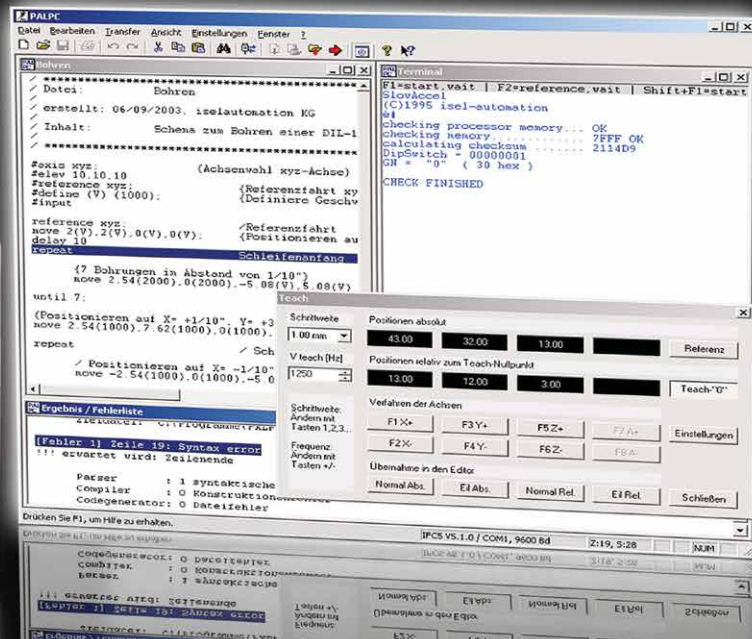 PALPC
Datei Bearbeiten Transfer Ansicht Einstellungen Fenster ?
Bohren
/ ****************************************
/ Datei: Bohren
/
/ erstellt: 06/09/2003, iselautomation KG
/
/ Inhalt: Schema zum Bohren einer DIL-1
/
/ ****************************************
#axis xyz; (Achsenwahl xyz-Achse)
#elev 10,10,10
#reference xyz; {Referenzfahrt xy
#define (V) (1000); {Definiere Geschw
#input
reference xyz; /Referenzfahrt
move 2(V),2(V),0(V),0(V); {Positionieren au
delay 10
repeat Schleifenanfang
{7 Bohrungen in Abstand von 1/10"}
move 2.54(2000),0(2000),-5.08(V),5.08(V)
until 7;
(Positionieren auf X= +1/10", Y= +3
move 2.54(1000),7.62(1000),0(1000),
repeat / Sch
/ Positionieren auf X= -1/10"
move -2.54(1000),0(1000),-5.0
Terminal
F1=start,wait | F2=reference,wait | Shift+F1=start
SlovAccel
(C)1995 isel-automation
checking processor memory... OK
checking memory............. 7FFF OK
calculating checksum ....... 2114D9
DipSwitch = 00000001
GN = "0" ( 30 hex )
CHECK FINISHED
Teach
Schrittweite
1.00 mm
V teach [Hz]
1250
Schrittweite:
Ändern mit
Tasten 1,2,3...
Frequenz:
Ändern mit
Tasten +/-
Positionen absolut
43.00 32.00 13.00
Referenz
Positionen relativ zum Teach-Nullpunkt
13.00 12.00 3.00
Teach-"0"
Verfahren der Achsen
F1 X+ F3 Y+ F5 Z+ F7 A+
Einstellungen
F2 X- F4 Y- F6 Z- F8 A-
Übernahme in den Editor
Normal Abs. Eil Abs. Normal Rel. Eil Rel.
Schließen
Ergebnis / Fehlerliste
[Fehler 1] Zeile 19: Syntax error
!!! erwartet wird: Zeilenende
Parser : 1 syntaktische
Compiler : 0 Konstruktionsfehler
Codegenerator: 0 Dateifehler
Drücken Sie F1, um Hilfe zu erhalten.
IPCS V5.1.0 / COM1, 9600 Bd
Z:19, S:28
NUM